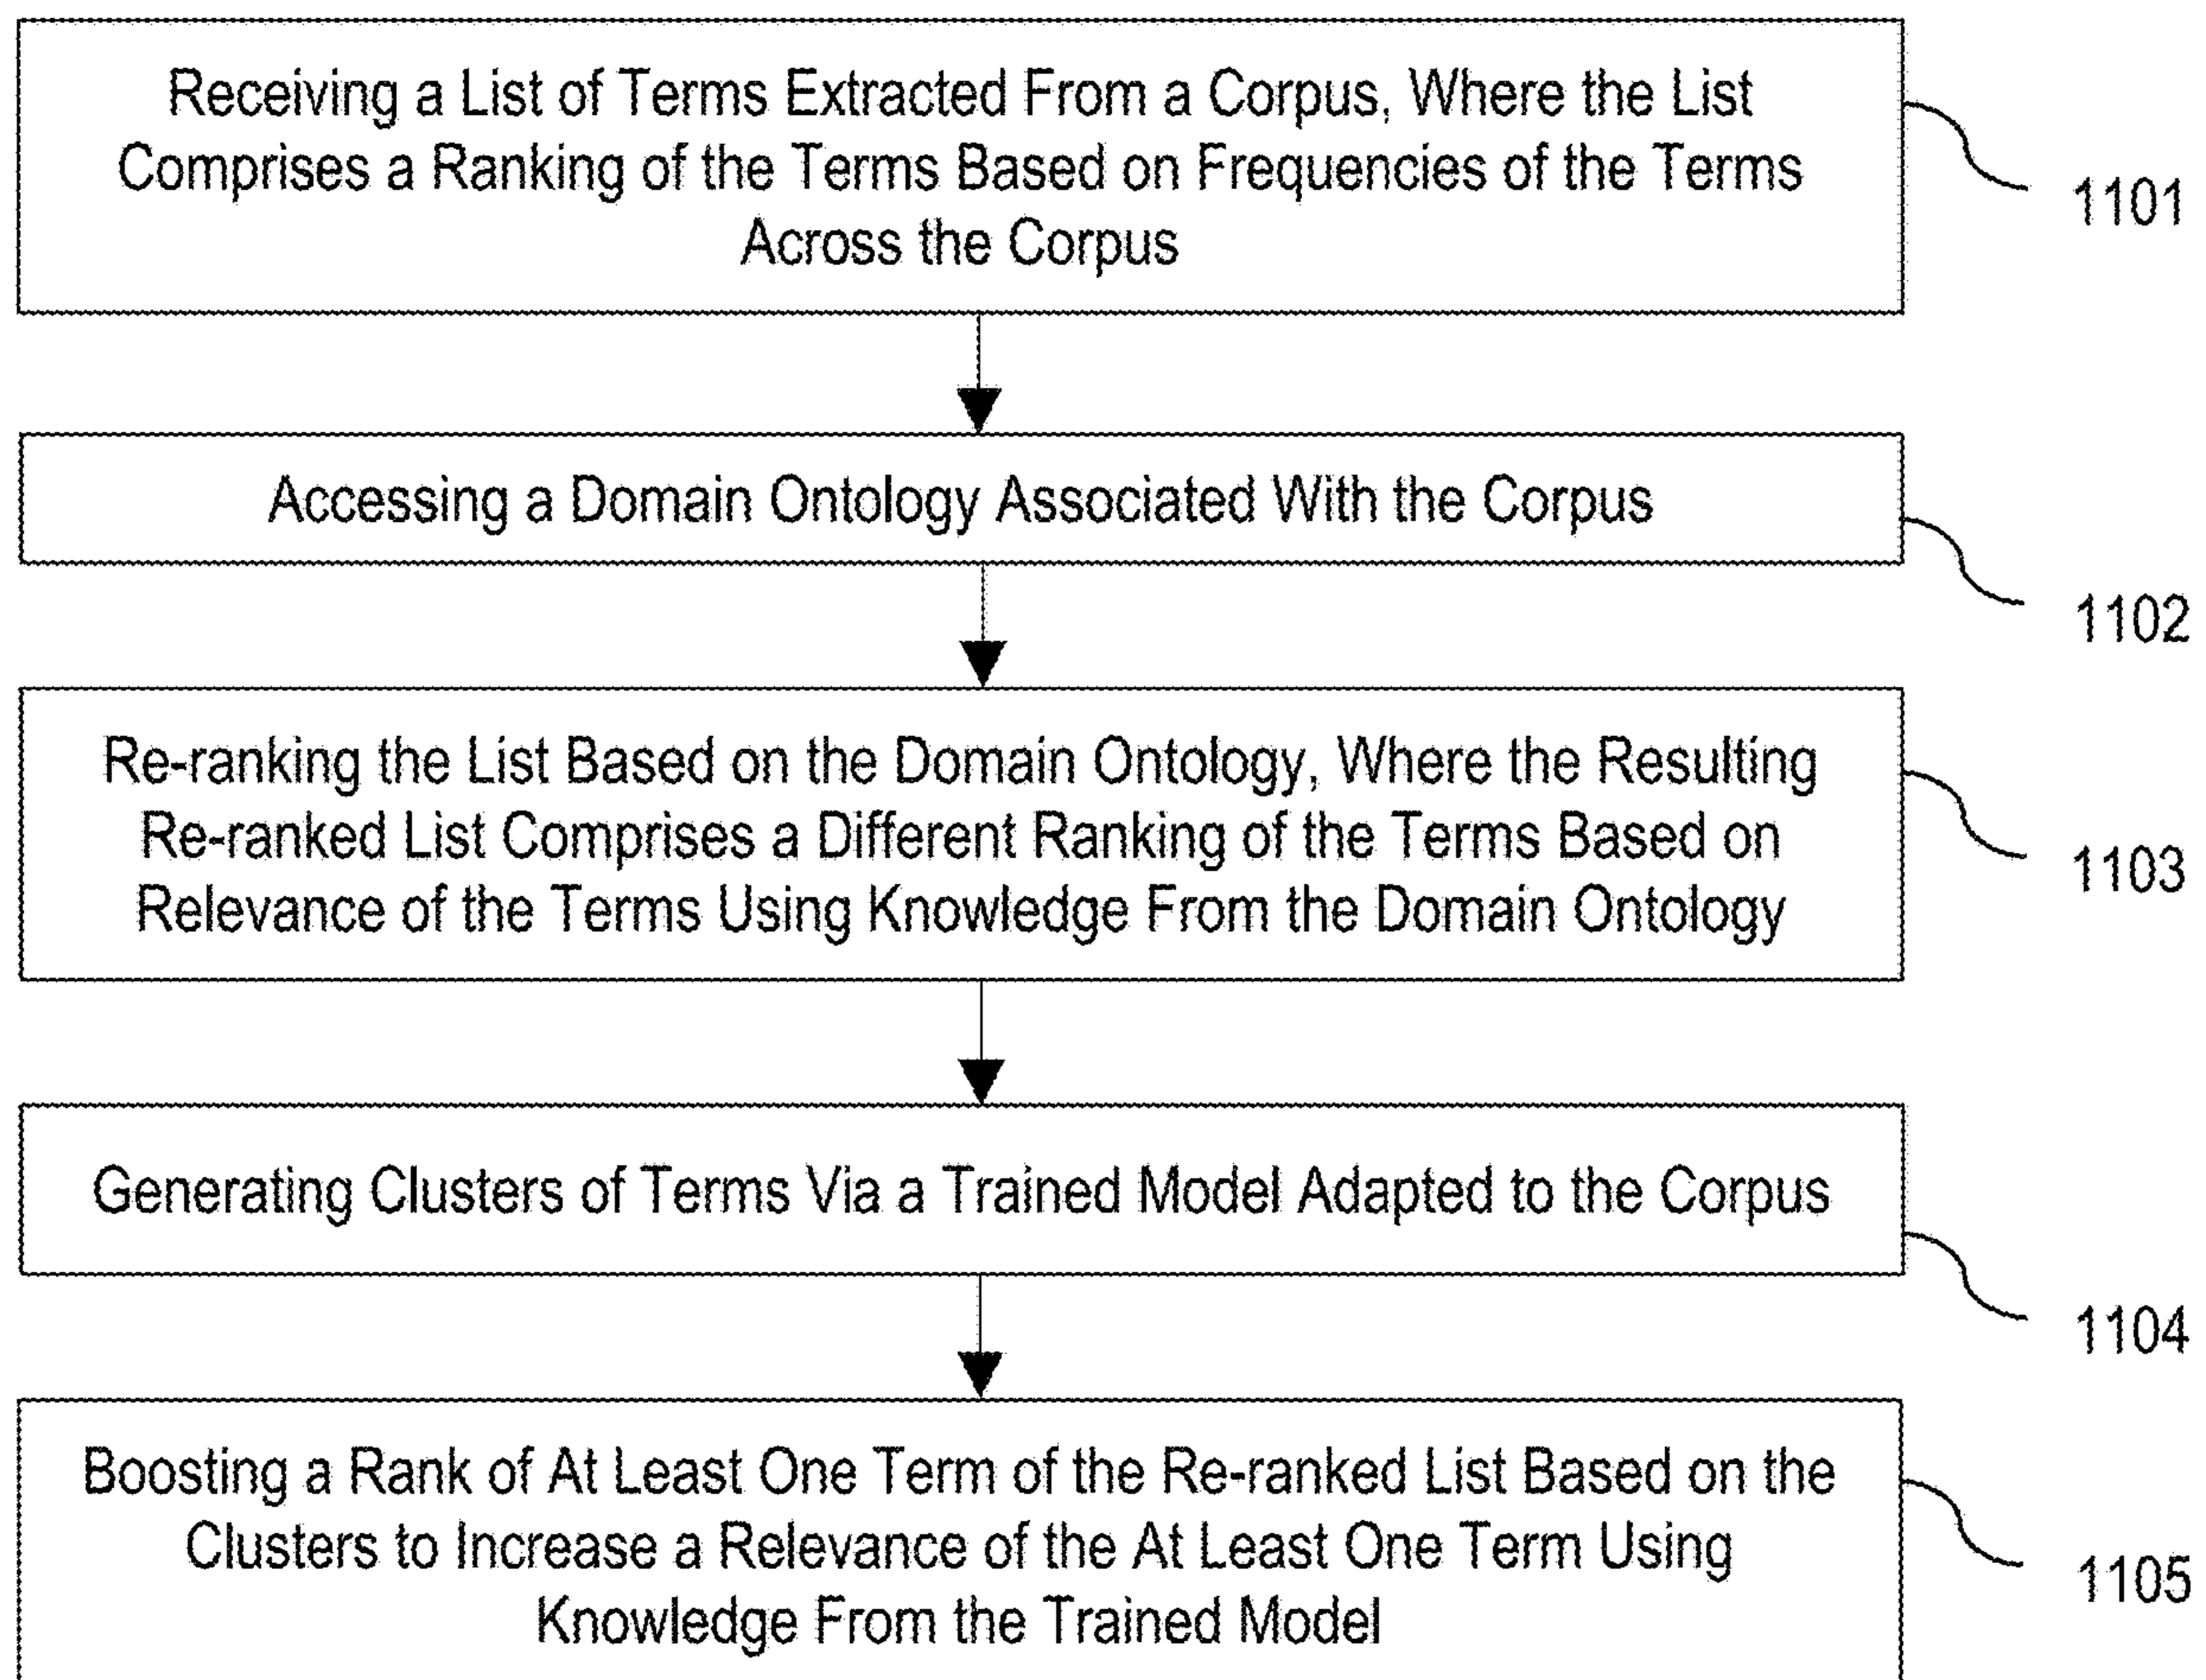 Receiving a List of Terms Extracted From a Corpus, Where the List
Comprises a Ranking of the Terms Based on Frequencies of the Terms
Across the Corpus
1101
Accessing a Domain Ontology Associated With the Corpus
1102
Re-ranking the List Based on the Domain Ontology, Where the Resulting
Re-ranked List Comprises a Different Ranking of the Terms Based on
Relevance of the Terms Using Knowledge From the Domain Ontology
1103
Generating Clusters of Terms Via a Trained Model Adapted to the Corpus
1104
Boosting a Rank of At Least One Term of the Re-ranked List Based on the
Clusters to Increase a Relevance of the At Least One Term Using
Knowledge From the Trained Model
1105